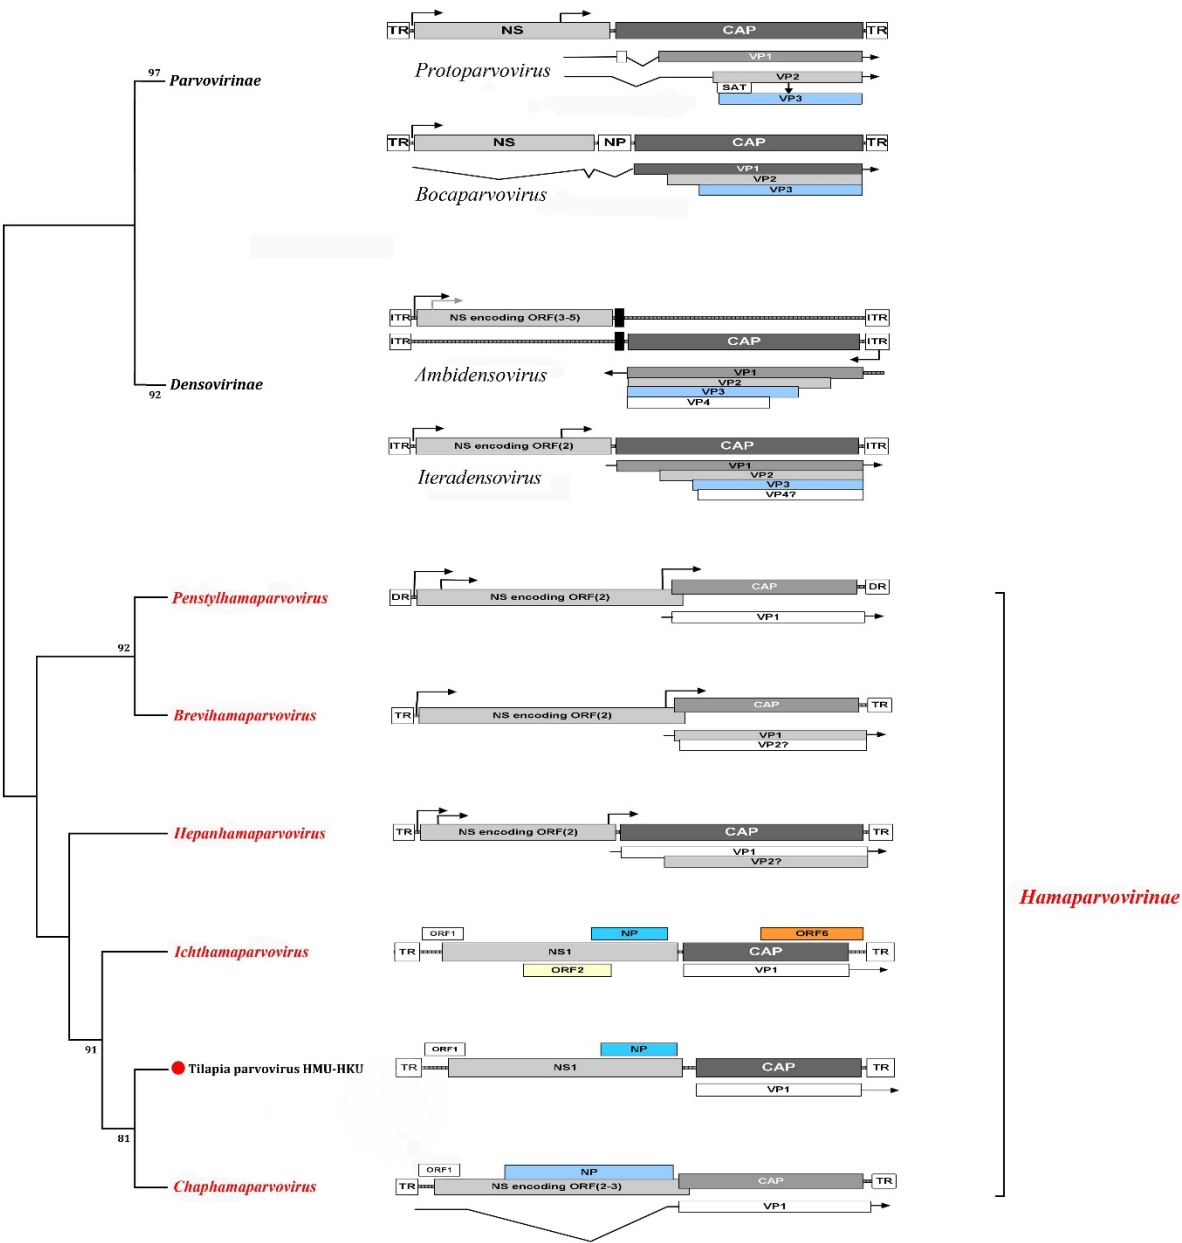 TR NS CAP TR
VP1
Protoparvovirus
VP2
SAT
VP3
97 Parvovirinae
TR NS NP CAP TR
VP1
VP2
Bocaparvovirus VP3
ITR NS encoding ORF(3-5) ITR
ITR CAP ITR
Ambidensovirus VP1
VP2
92 Densovirinae
VP3
VP4
ITR NS encoding ORF(2) CAP ITR
VP1
Iteradensovirus VP2
VP3
VP4?
Penstylhamaparvovirus DR NS encoding ORF(2) CAP DR
VP1
92
Brevihamaparvovirus TR NS encoding ORF(2) CAP TR
VP1
VP2?
Hepanhamaparvovirus TR NS encoding ORF(2) CAP TR
VP1
VP2?
Hamaparvovirinae
ORF1 NP ORF6
Ichthamaparvovirus TR NS1 CAP TR
ORF2 VP1
91
ORF1 NP
Tilapia parvovirus HMU-HKU TR NS1 CAP TR
VP1
81
ORF1 NP
Chaphamaparvovirus TR NS encoding ORF(2-3) CAP TR
VP1